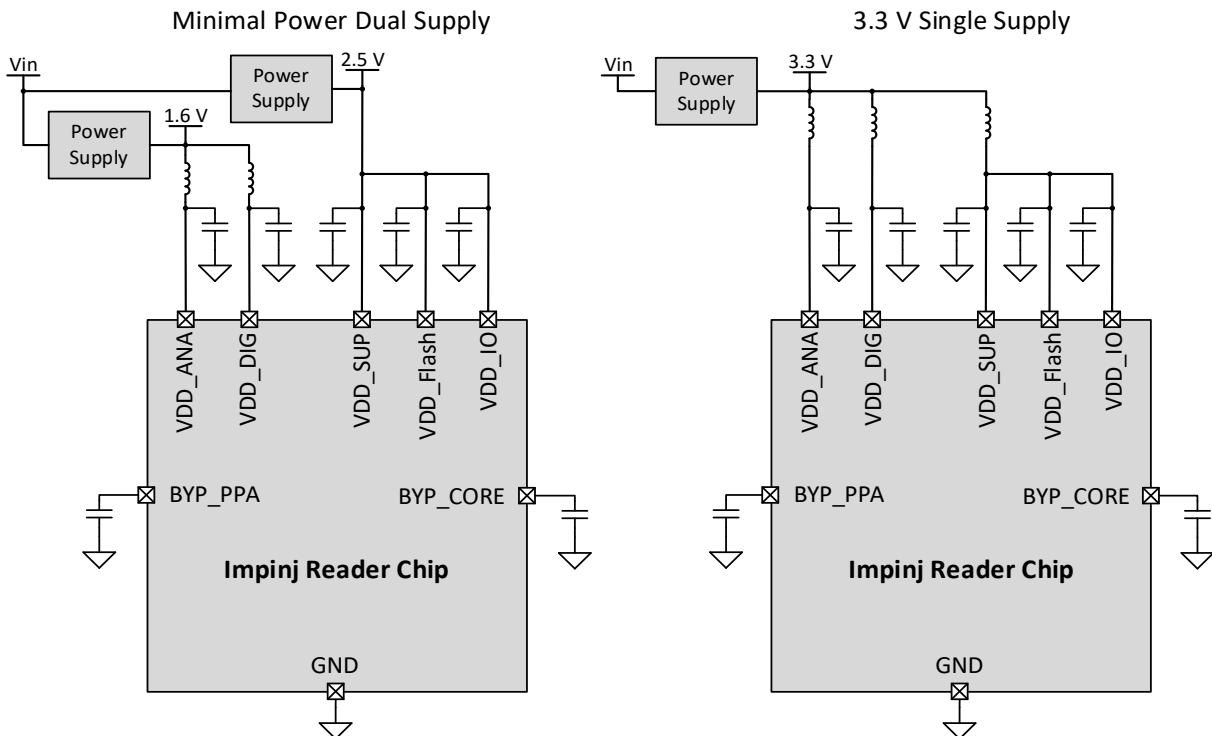 Minimal Power Dual Supply
Vin
Power
Supply
2.5 V
Power
Supply
1.6 V
VDD_ANA
VDD_DIG
VDD_SUP
VDD_Flash
VDD_IO
BYP_PPA
BYP_CORE
Impinj Reader Chip
GND
3.3 V Single Supply
Vin
Power
Supply
3.3 V
VDD_ANA
VDD_DIG
VDD_SUP
VDD_Flash
VDD_IO
BYP_PPA
BYP_CORE
Impinj Reader Chip
GND